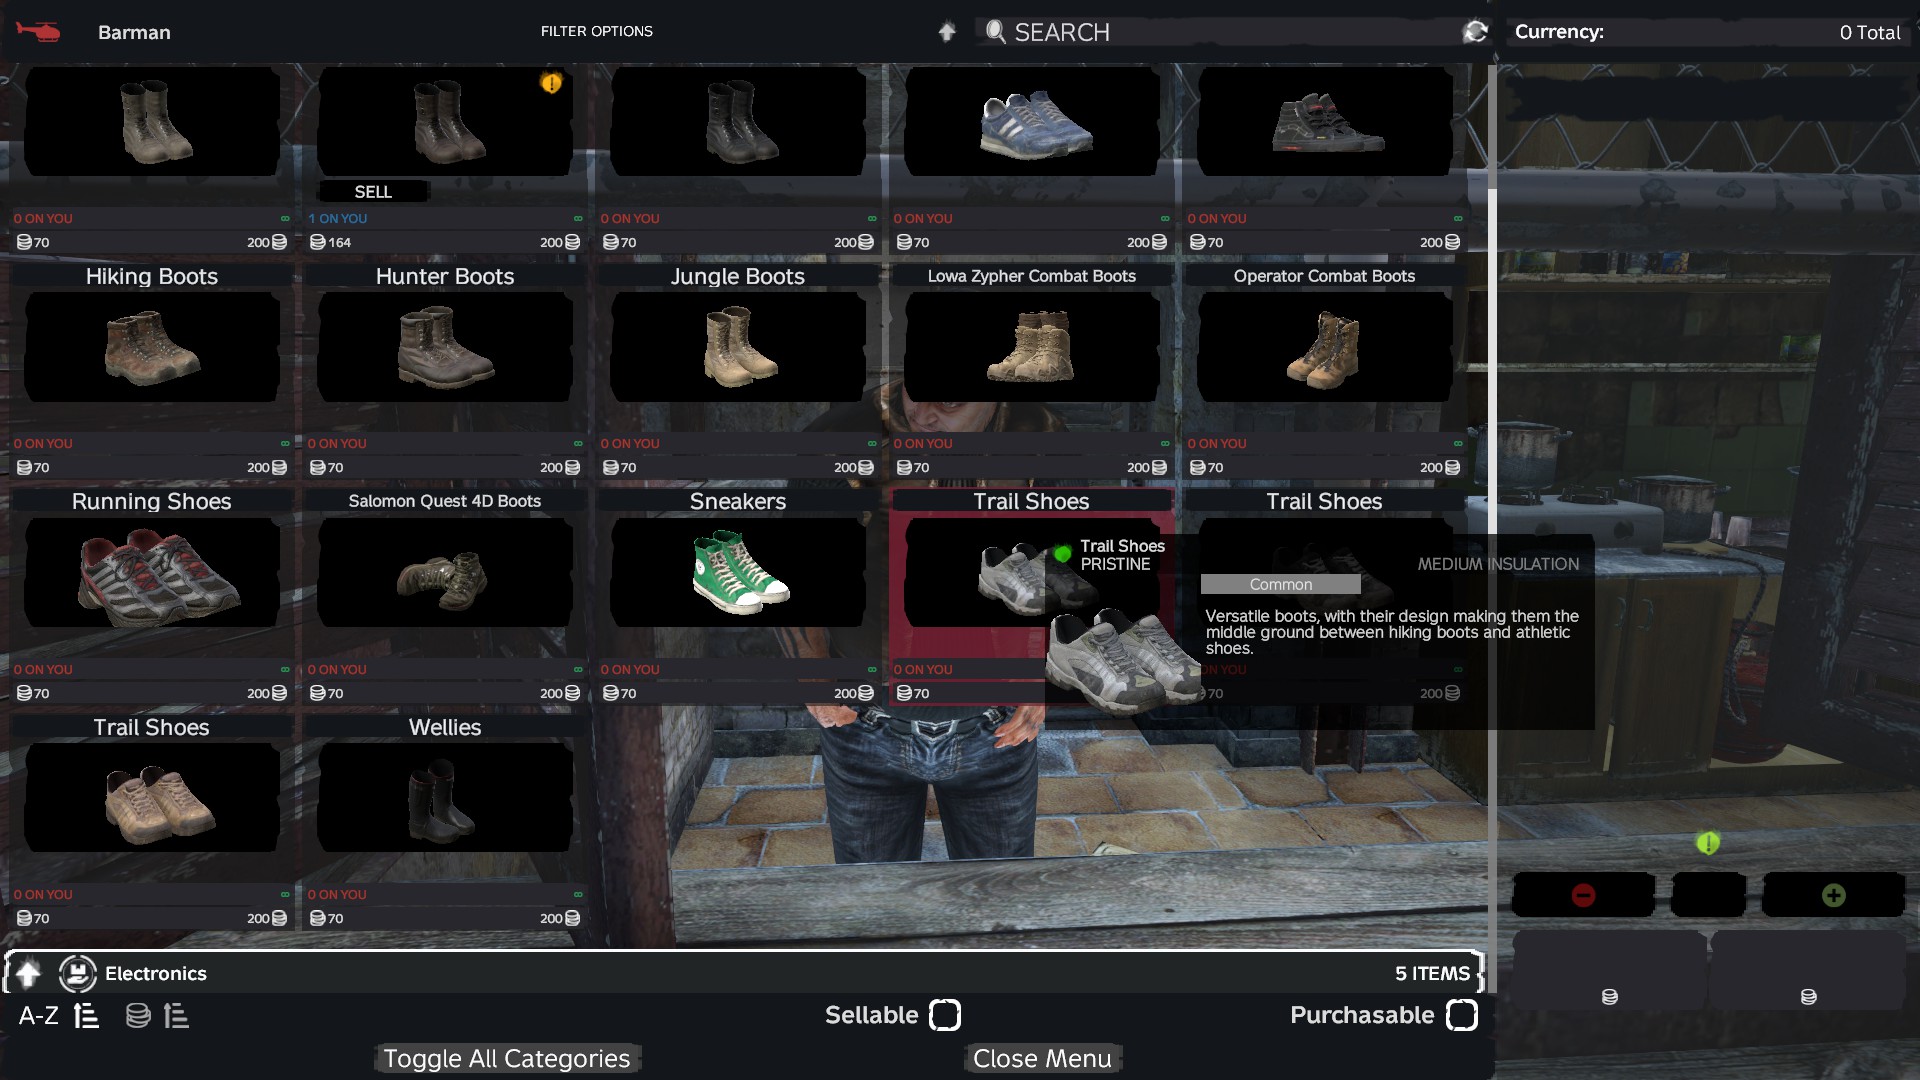 Barman
FILTER OPTIONS
SEARCH
Currency:
0 Total
SELL
0 ON YOU ∞
1 ON YOU ∞
0 ON YOU ∞
0 ON YOU ∞
0 ON YOU ∞
70 200
164 200
70 200
70 200
70 200
Hiking Boots
Hunter Boots
Jungle Boots
Lowa Zypher Combat Boots
Operator Combat Boots
0 ON YOU ∞
0 ON YOU ∞
0 ON YOU ∞
0 ON YOU ∞
0 ON YOU ∞
70 200
70 200
70 200
70 200
70 200
Running Shoes
Salomon Quest 4D Boots
Sneakers
Trail Shoes
Trail Shoes
Trail Shoes
PRISTINE
MEDIUM INSULATION
Common
Versatile boots, with their design making them the
middle ground between hiking boots and athletic
shoes.
0 ON YOU ∞
0 ON YOU ∞
0 ON YOU ∞
0 ON YOU
ON YOU ∞
70 200
70 200
70 200
70
70 200
Trail Shoes
Wellies
0 ON YOU ∞
0 ON YOU ∞
70 200
70 200
Electronics
5 ITEMS
A-Z
Sellable
Purchasable
Toggle All Categories
Close Menu